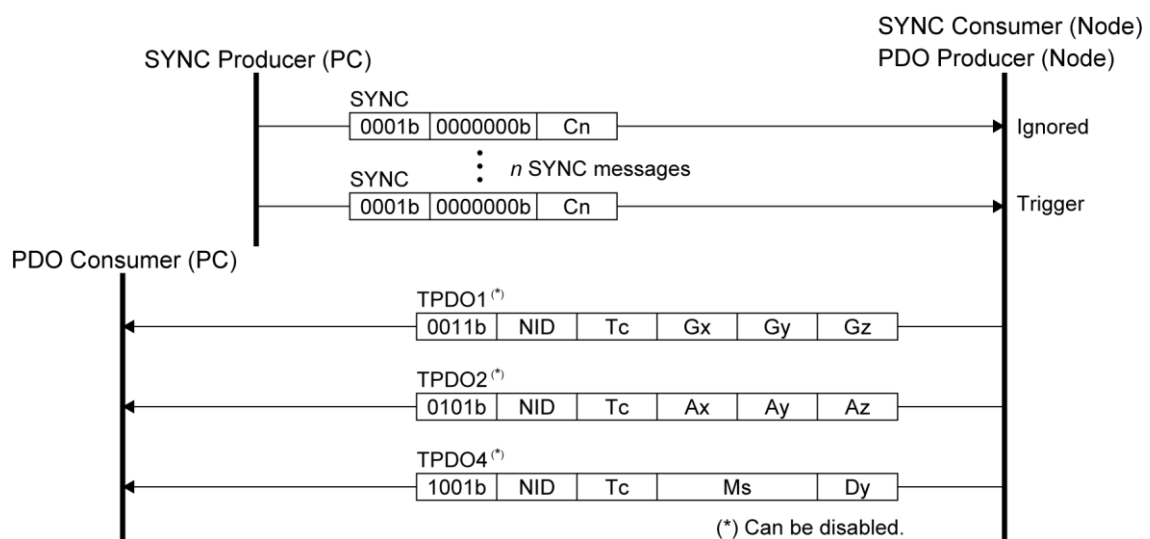 SYNC Consumer (Node)
SYNC Producer (PC) PDO Producer (Node)
SYNC
0001b 0000000b Cn Ignored
n SYNC messages
SYNC
0001b 0000000b Cn Trigger
PDO Consumer (PC)
TPDO1 (*)
0011b NID Tc Gx Gy Gz
TPDO2 (*)
0101b NID Tc Ax Ay Az
TPDO4 (*)
1001b NID Tc Ms Dy
(*) Can be disabled.